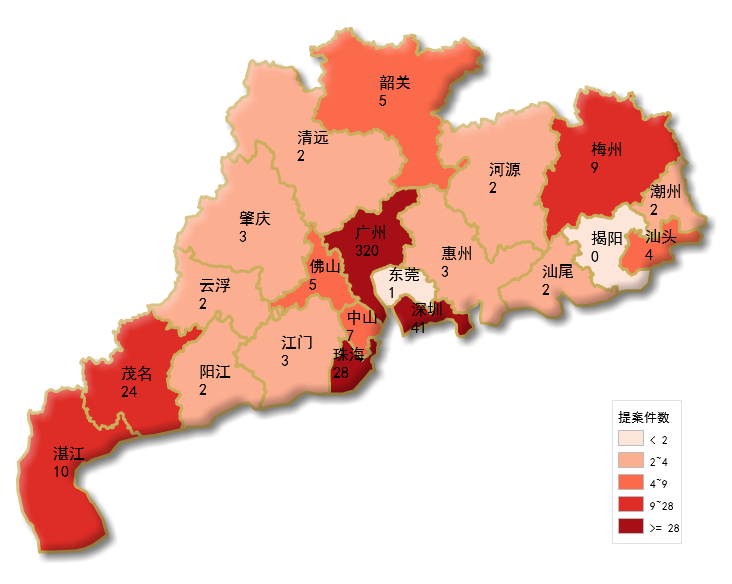 韶关
5
清远
2
梅州
9
河源
2
潮州
2
肇庆
3
广州
320
揭阳
0
汕头
4
惠州
3
佛山
5
东莞
1
汕尾
2
云浮
2
深圳
41
中山
7
江门
3
珠海
28
茂名
24
阳江
2
湛江
10
提案件数
< 2
2~4
4~9
9~28
>= 28